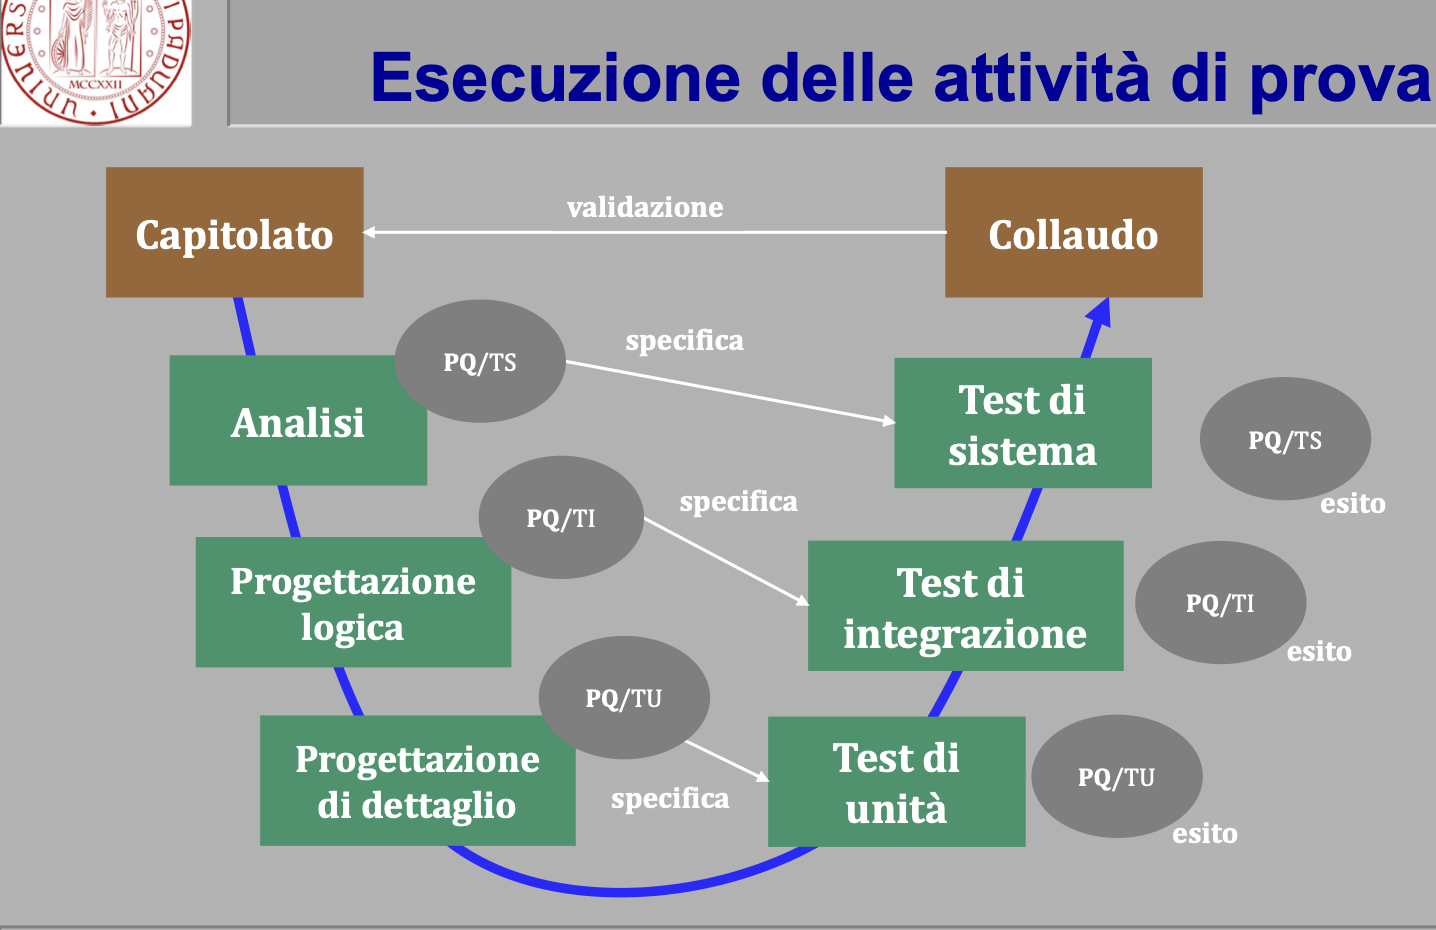 Esecuzione delle attività di prova
MCCXXII
Capitolato
validazione
Collaudo
Analisi
PQ/TS
specifica
Test di
sistema
PQ/TS
esito
Progettazione
logica
PQ/TI
specifica
Test di
integrazione
PQ/TI
esito
Progettazione
di dettaglio
PQ/TU
specifica
Test di
unità
PQ/TU
esito